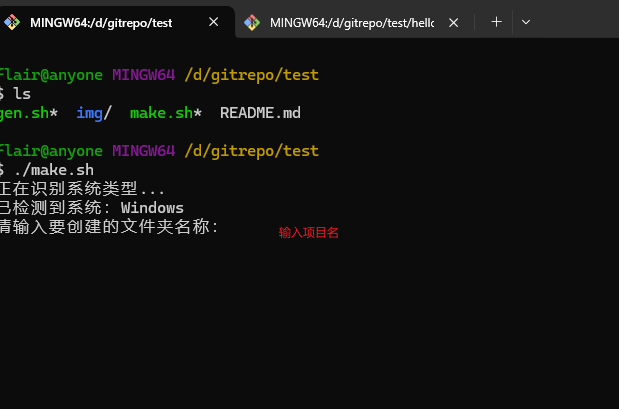 MINGW64:/d/gitrepo/test
MINGW64:/d/gitrepo/test/hello
flair@anyone MINGW64 /d/gitrepo/test
$ ls
gen.sh* img/ make.sh* README.md
flair@anyone MINGW64 /d/gitrepo/test
$ ./make.sh
正在识别系统类型...
已检测到系统: Windows
请输入要创建的文件夹名称:
输入项目名